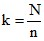 k = N/n